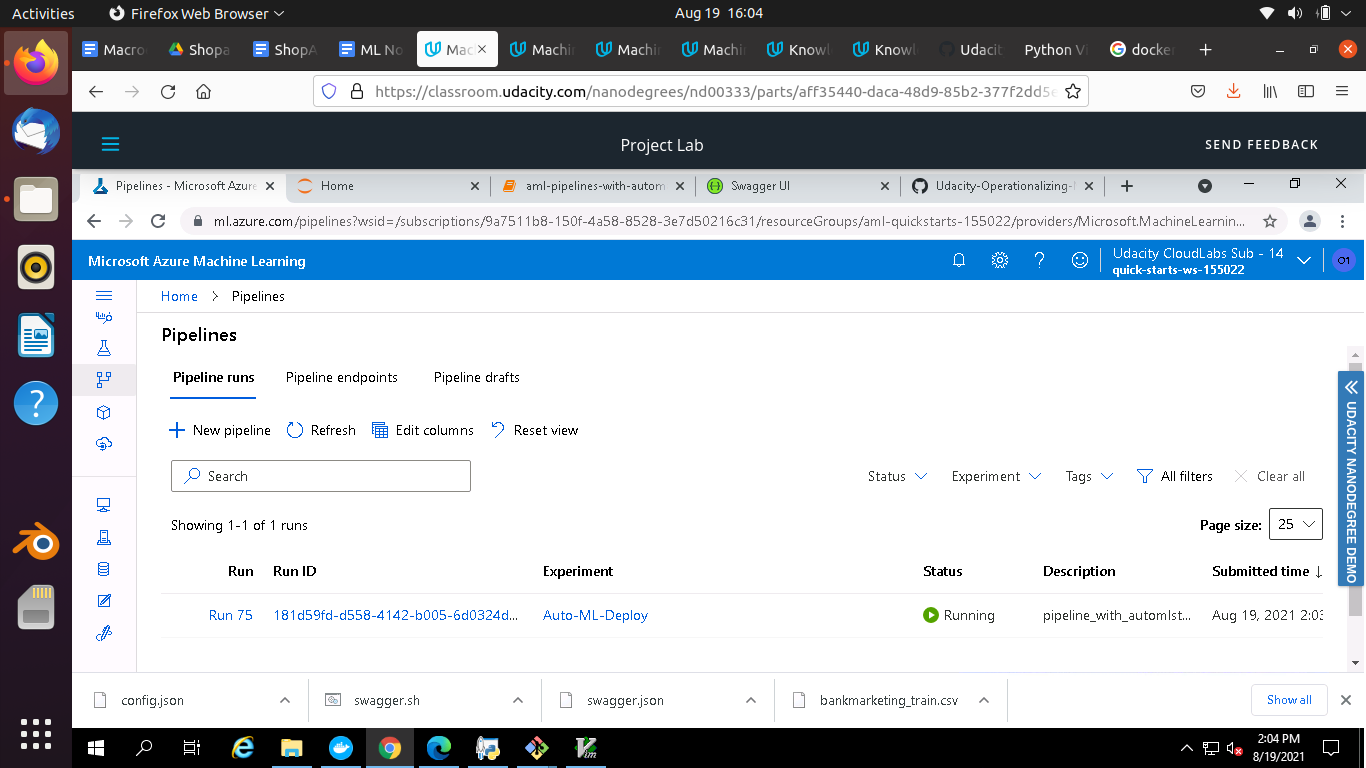 Activities Firefox Web Browser Aug 19 16:04
Macro Shopa ShopA ML No Mac Machin Machin Machin Knowl Knowl Udacit Python V docke
https://classroom.udacity.com/nanodegrees/nd00333/parts/aff35440-daca-48d9-85b2-377f2dd5e
Project Lab SEND FEEDBACK
Pipelines - Microsoft Azure Home aml-pipelines-with-autom Swagger UI Udacity-Operationalizing-
ml.azure.com/pipelines?wsid=/subscriptions/9a7511b8-150f-4a58-8528-3e7d50216c31/resourceGroups/aml-quickstarts-155022/providers/Microsoft.MachineLearnin...
Microsoft Azure Machine Learning
Udacity CloudLabs Sub - 14
quick-starts-ws-155022
O1
Home > Pipelines
Pipelines
Pipeline runs Pipeline endpoints Pipeline drafts
New pipeline Refresh Edit columns Reset view
Search Status Experiment Tags All filters Clear all
Showing 1-1 of 1 runs Page size: 25
Run Run ID Experiment Status Description Submitted time ↓
Run 75 181d59fd-d558-4142-b005-6d0324d... Auto-ML-Deploy Running pipeline_with_automlst... Aug 19, 2021 2:03
UDACITY NANODEGREE DEMO
config.json swagger.sh swagger.json bankmarketing_train.csv Show all
2:04 PM
8/19/2021